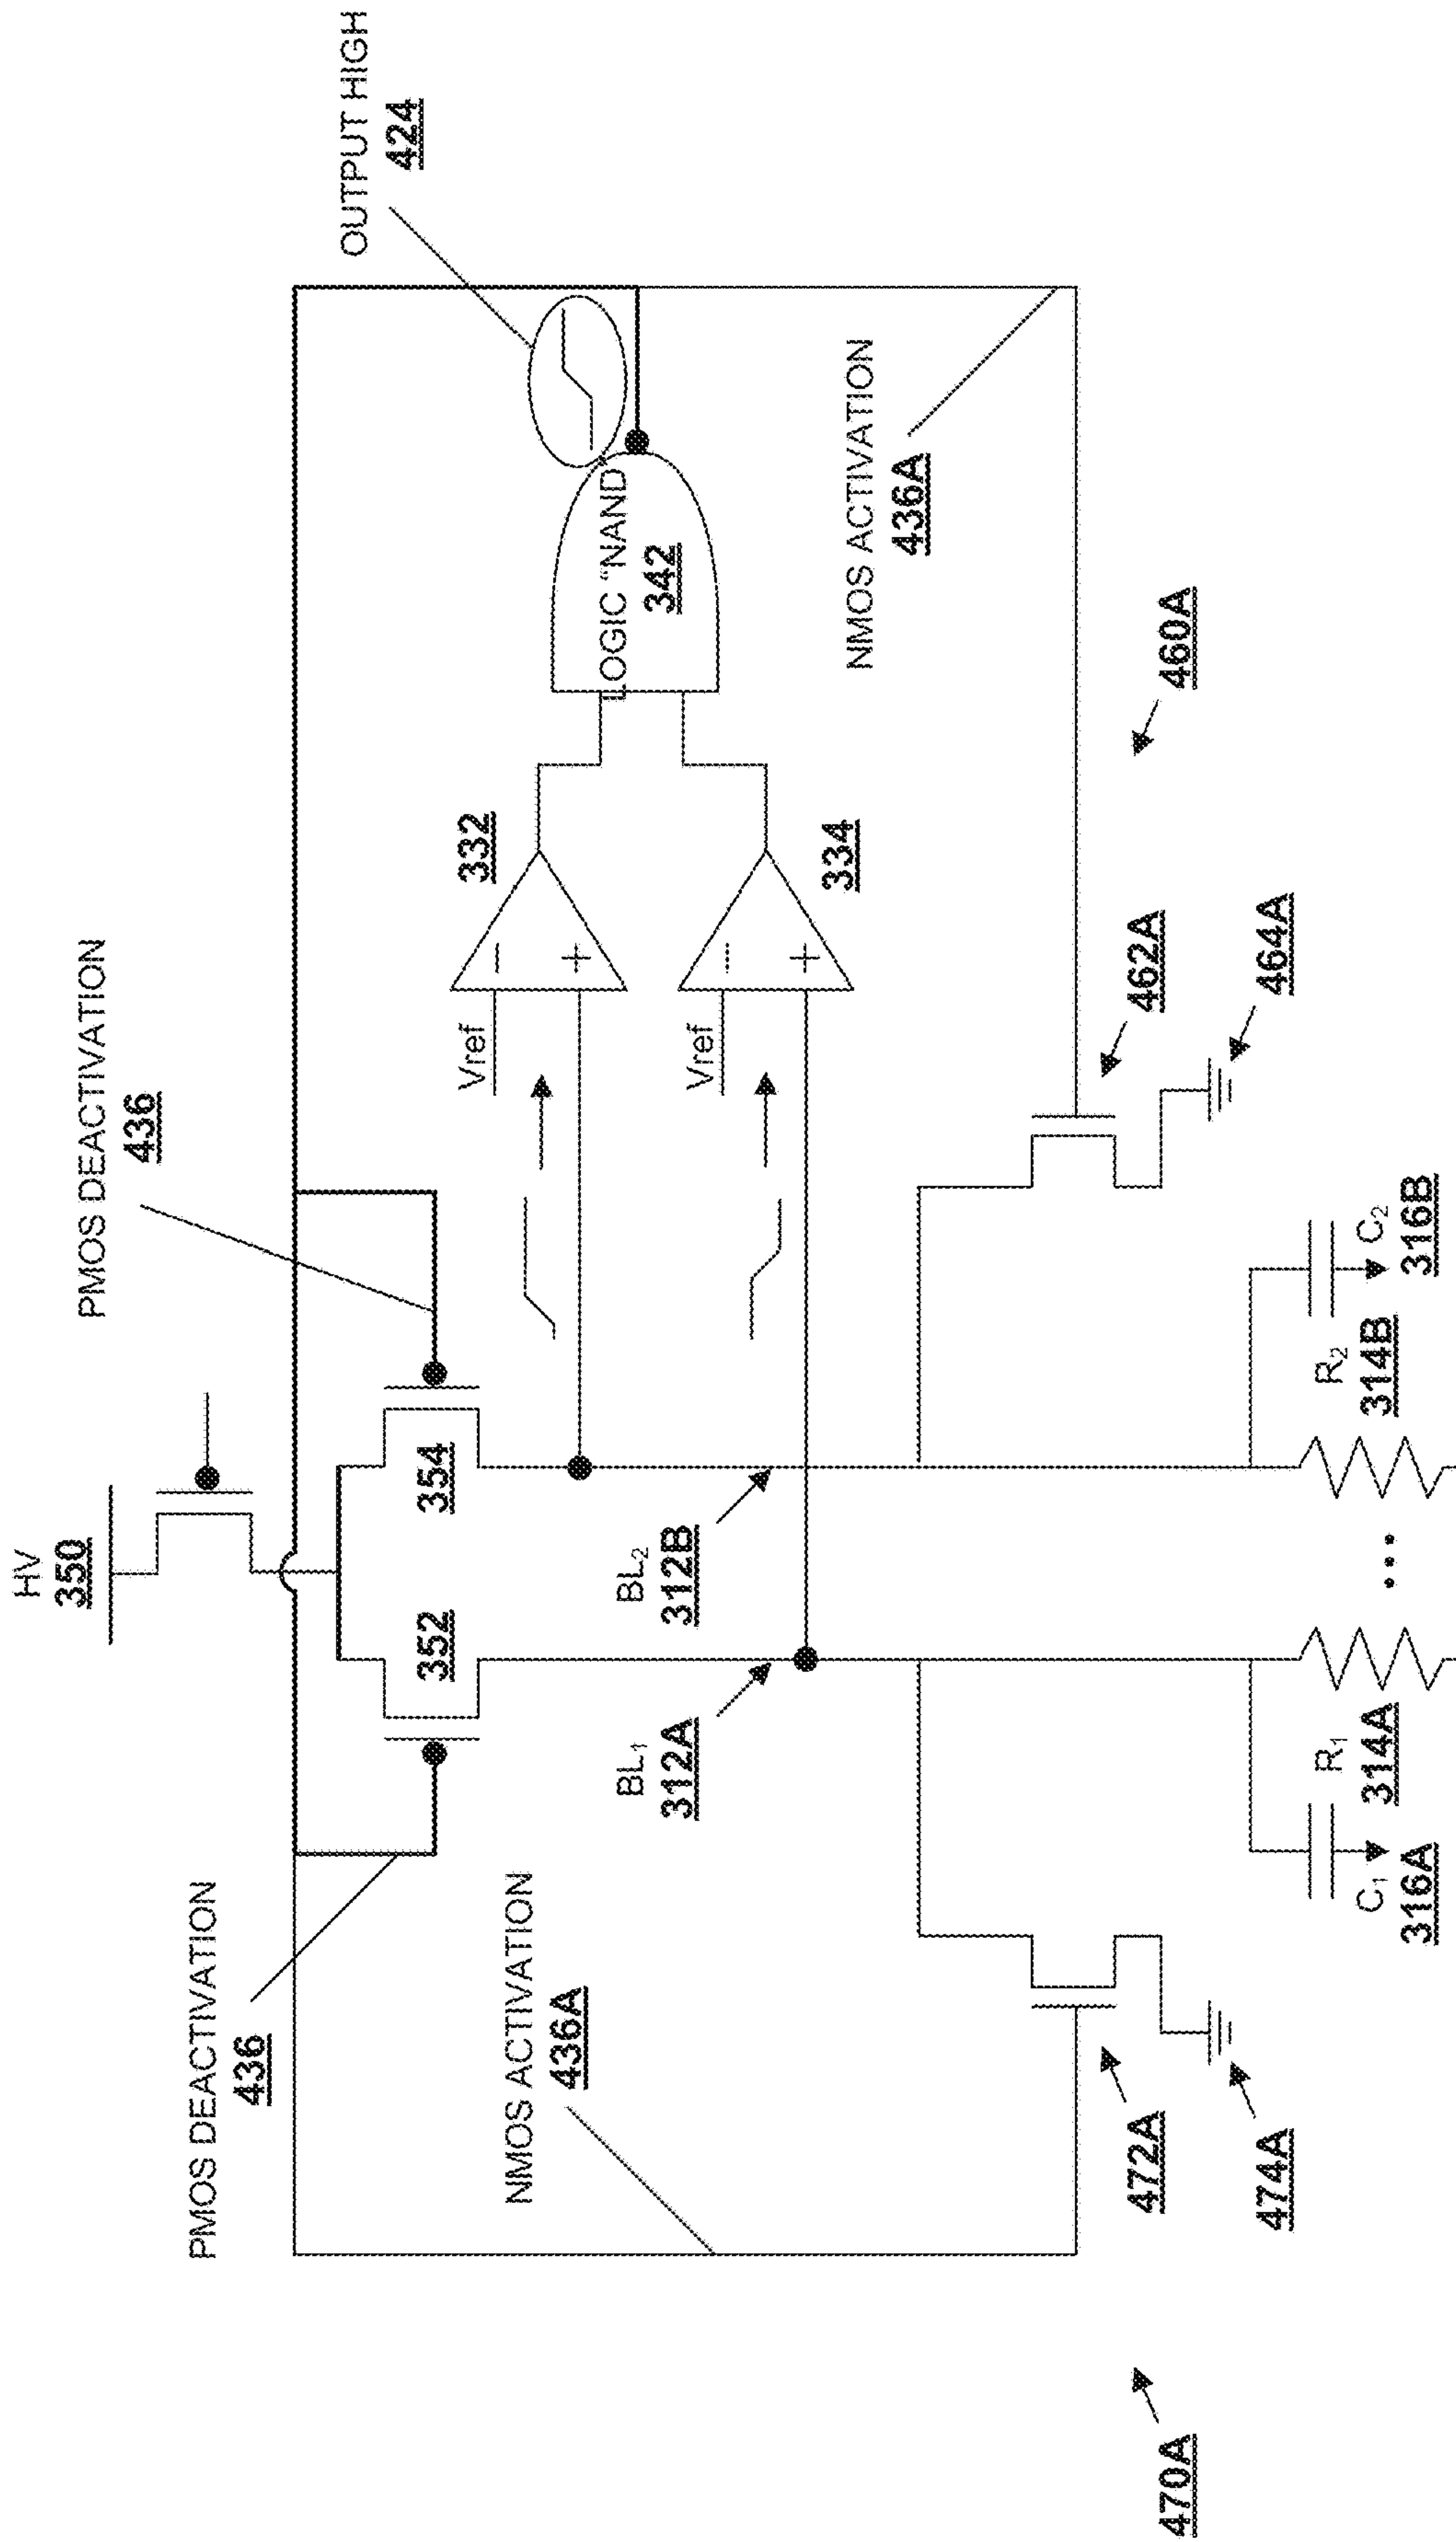 HV
350
PMOS DEACTIVATION
436
PMOS DEACTIVATION
436
OUTPUT HIGH
424
352
354
Vref
−
+
332
LOGIC "NAND
342
Vref
−
+
334
NMOS ACTIVATION
436A
BL₁
312A
BL₂
312B
NMOS ACTIVATION
436A
470A
472A
474A
462A
464A
460A
C₁
316A
R₁
314A
...
R₂
314B
C₂
316B